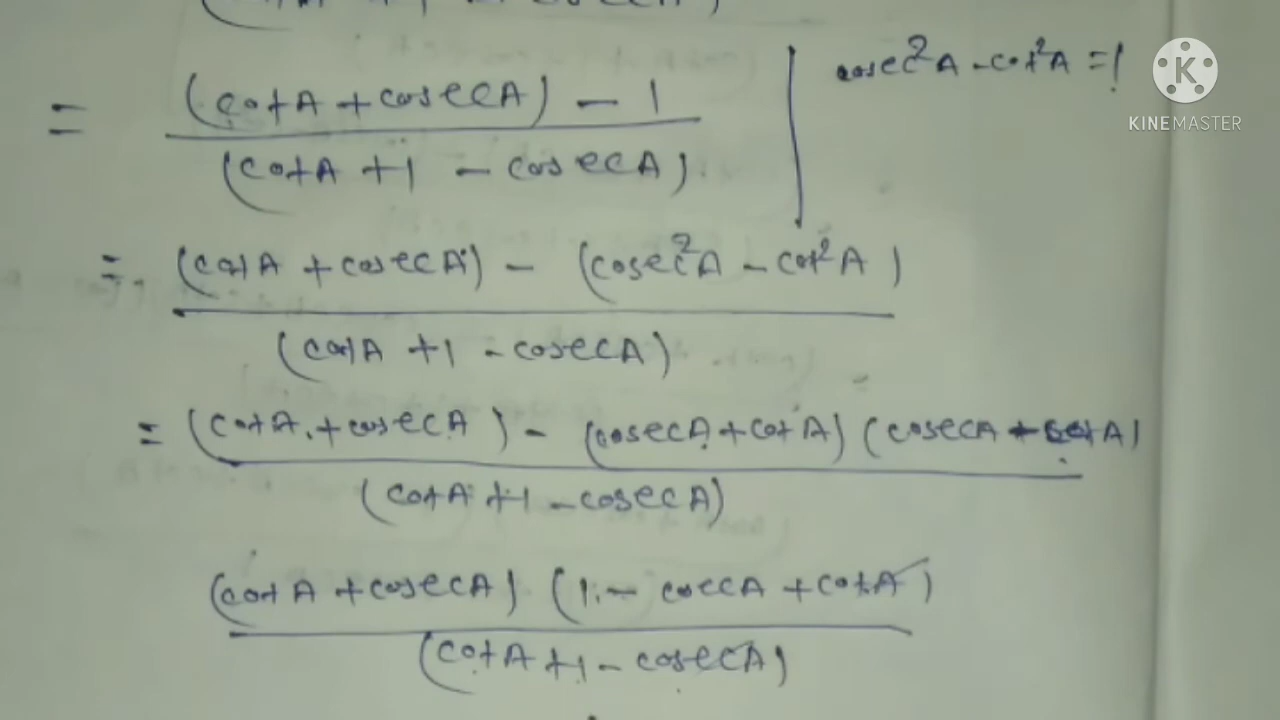 = (cotA + cosecA) - 1 | cosec²A - cot²A = 1
(cotA + 1 - cosecA)
= (cotA + cosecA) - (cosec²A - cot²A)
(cotA + 1 - cosecA)
= (cotA + cosecA) - (cosecA + cotA) (cosecA - cotA)
(cotA + 1 - cosecA)
(cotA + cosecA) (1 - coecA + cotA)
(cotA + 1 - cosecA)
KINEMASTER